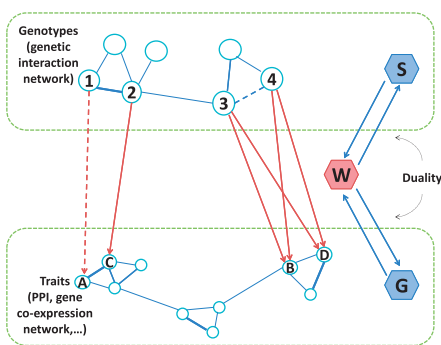 Genotypes
(genetic
interaction
network)
1
2
3
4
S
W
Duality
G
A
C
B
D
Traits
(PPI, gene
co-expression
network,...)